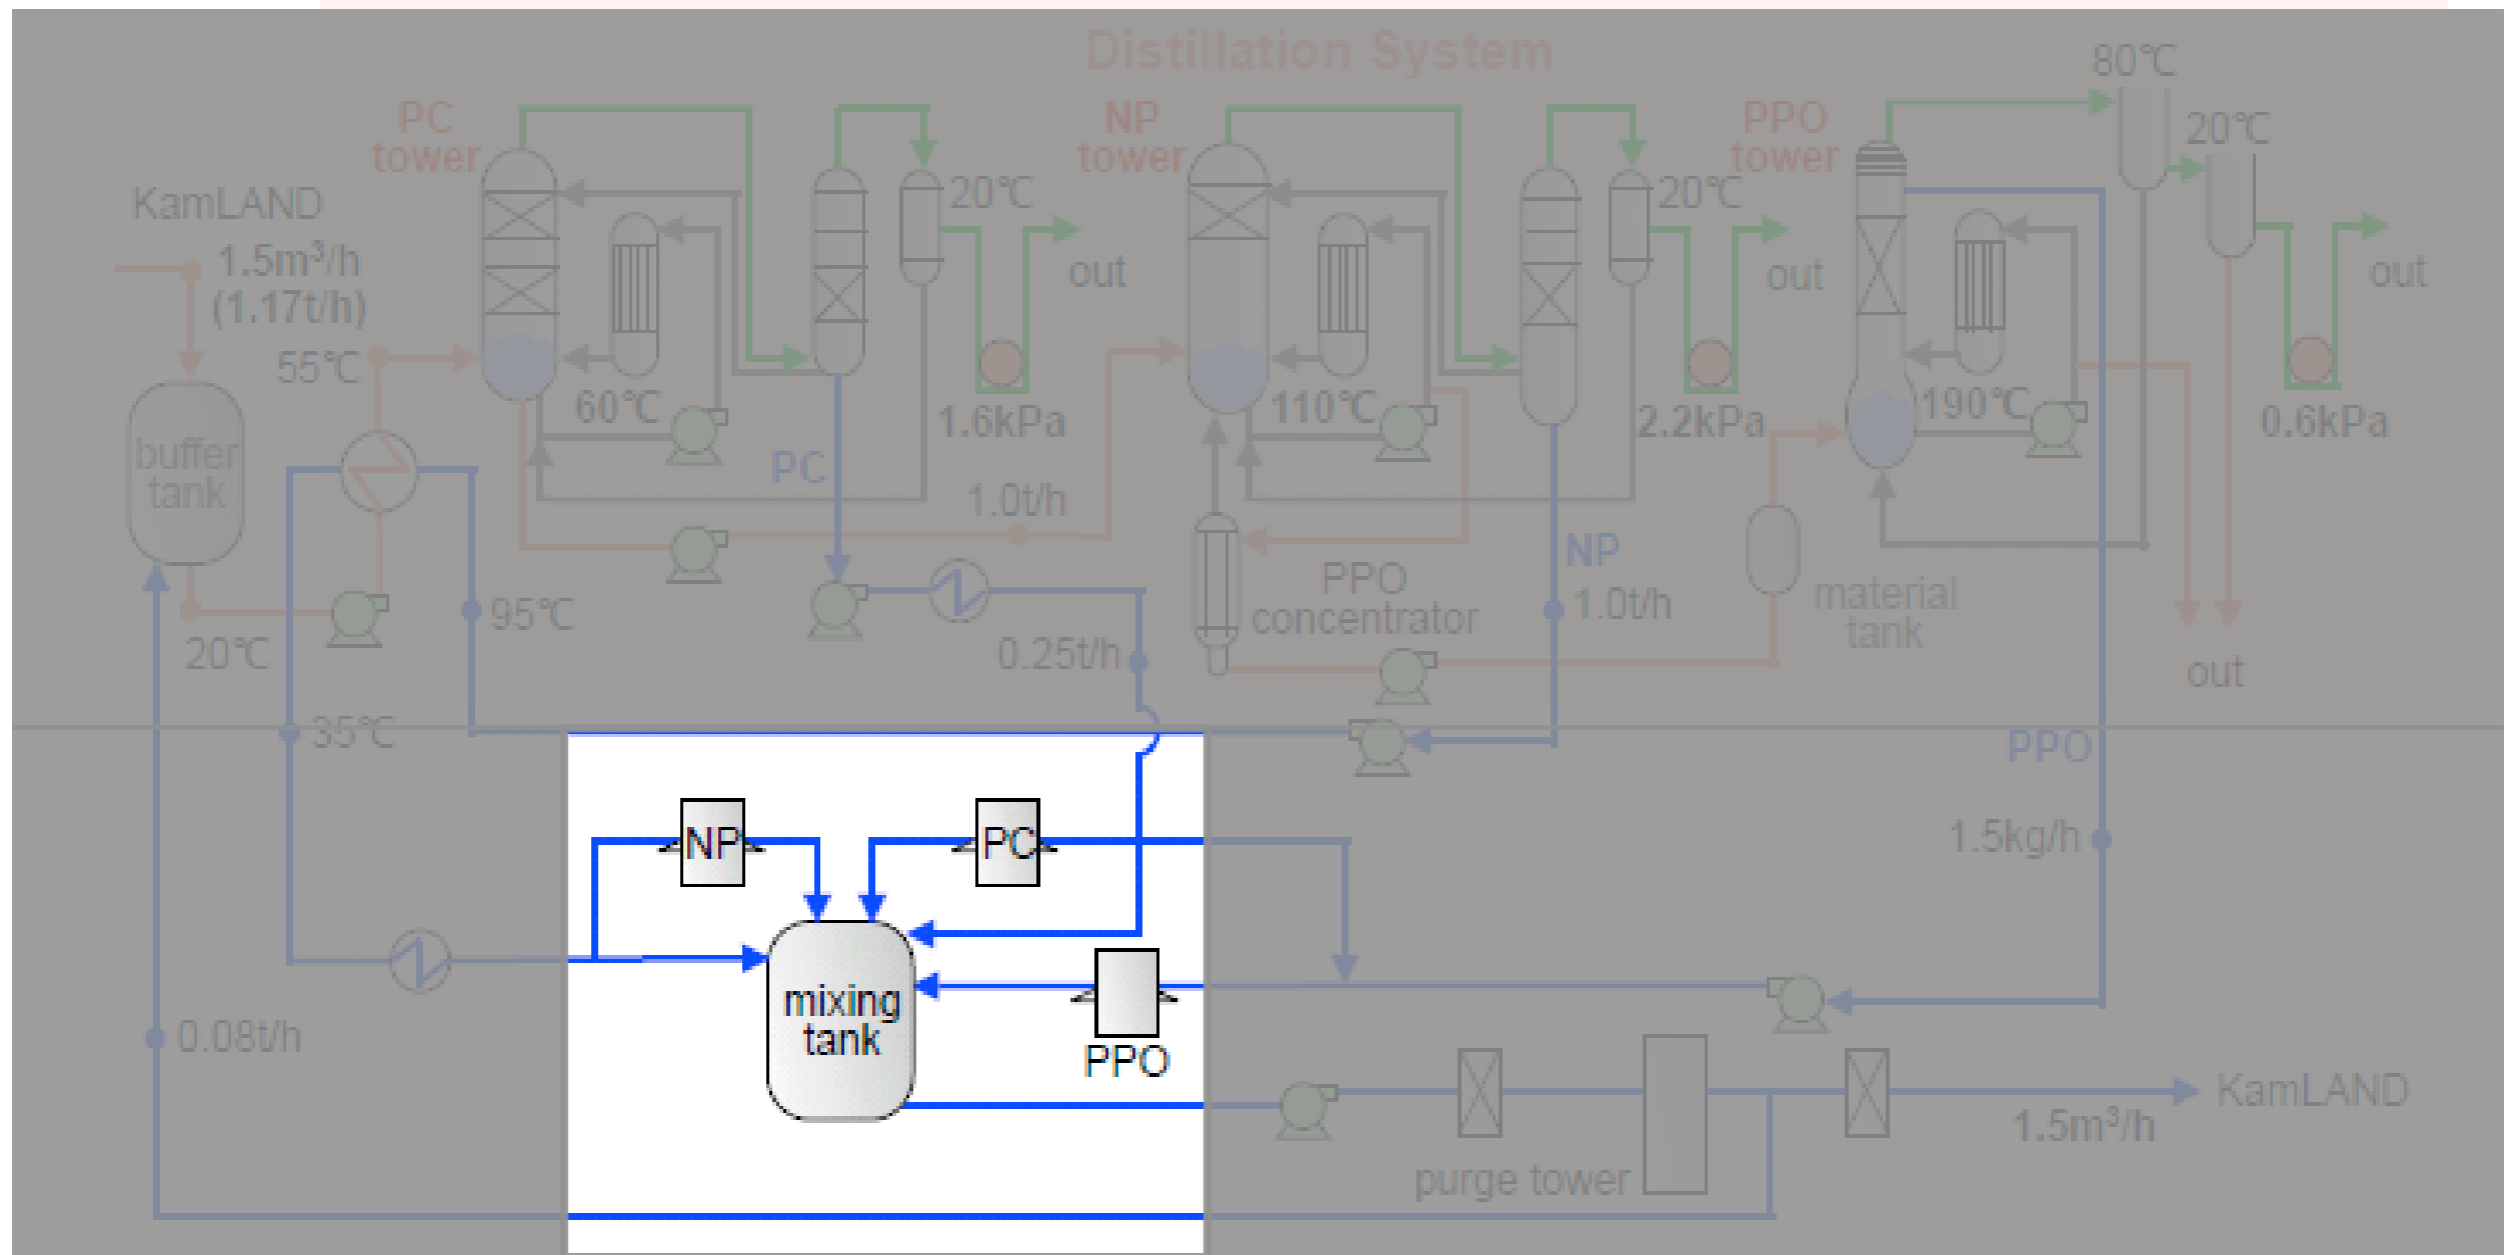 Distillation System
80℃
PC
tower
NP
tower
PPO
tower
20℃
KamLAND
20℃
20℃
1.5m³/h
(1.17t/h)
out
out
out
55℃
60℃
1.6kPa
110℃
2.2kPa
190℃
0.6kPa
buffer
tank
PC
1.0t/h
NP
1.0t/h
PPO
concentrator
material
tank
95℃
20℃
0.25t/h
out
35℃
PPO
NP
PC
1.5kg/h
mixing
tank
PPO
0.08t/h
KamLAND
1.5m³/h
purge tower